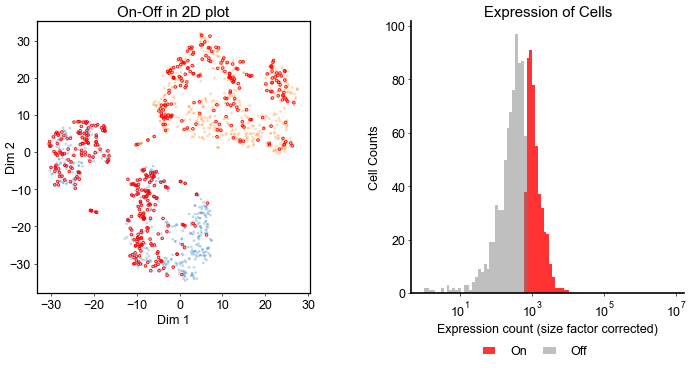 On-Off in 2D plot
30
20
10
0
−10
−20
−30
Dim 2
−30 −20 −10 0 10 20 30
Dim 1
Expression of Cells
100
80
60
40
20
0
Cell Counts
10^1 10^3 10^5 10^7
Expression count (size factor corrected)
On Off